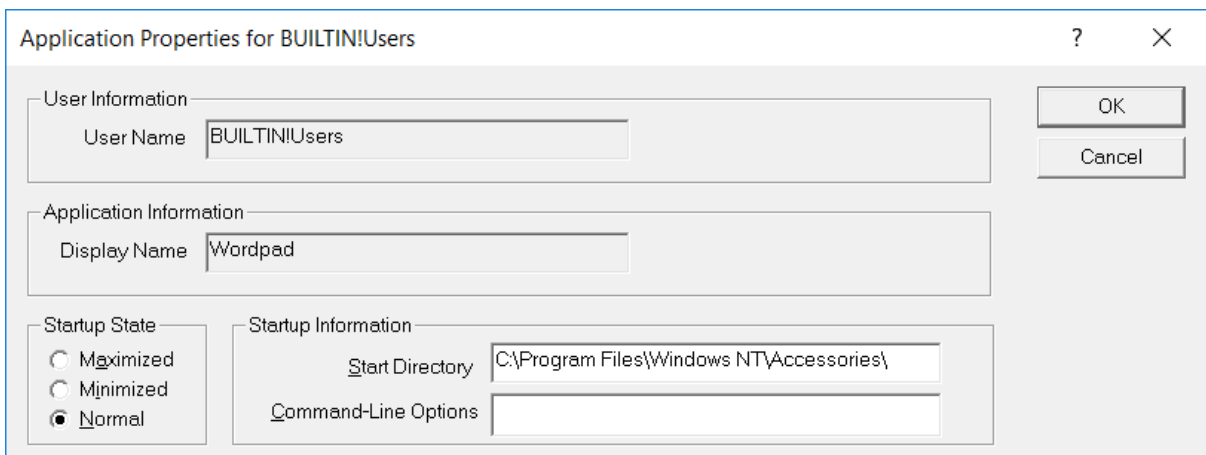 Application Properties for BUILTIN!Users ?
User Information
User Name BUILTIN!Users
OK
Cancel
Application Information
Display Name Wordpad
Startup State
Maximized
Minimized
Normal
Startup Information
Start Directory C:\Program Files\Windows NT\Accessories\
Command-Line Options